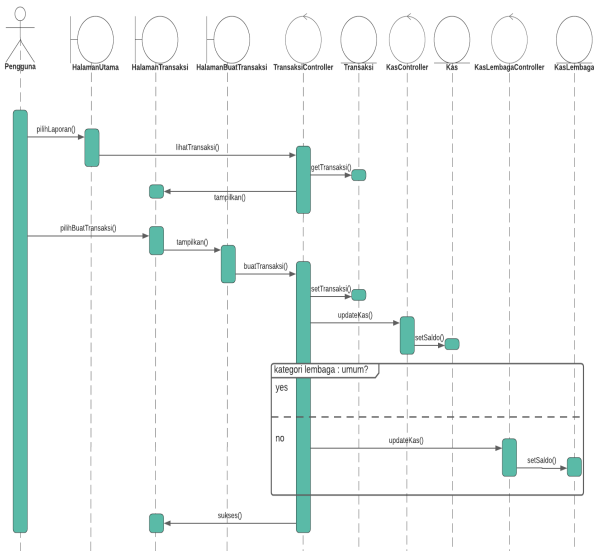 Pengguna
HalamanUtama
HalamanTransaksi
HalamanBuatTransaksi
TransaksiController
Transaksi
KasController
Kas
KasLembagaController
KasLembaga
pilihLaporan()
lihatTransaksi()
getTransaksi()
tampilkan()
pilihBuatTransaksi()
tampilkan()
buatTransaksi()
setTransaksi()
updateKas()
setSaldo()
kategori lembaga : umum?
yes
no
updateKas()
setSaldo()
sukses()